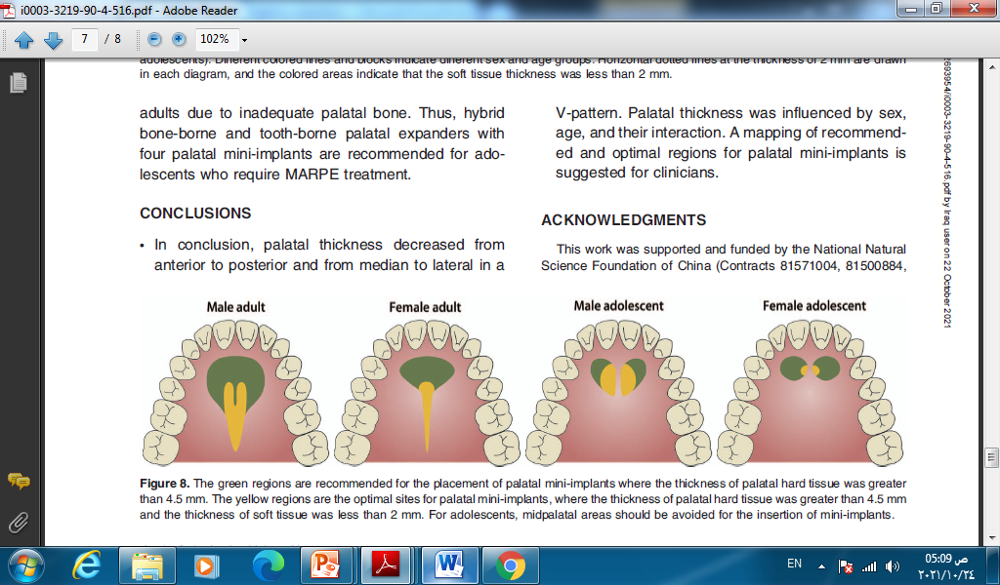 i0003-3219-90-4-516.pdf - Adobe Reader
7 / 8 102%
adolescents). Different colored lines and blocks indicate different sex and age groups. Horizontal dotted lines at the thickness of 2 mm are drawn
in each diagram, and the colored areas indicate that the soft tissue thickness was less than 2 mm.
adults due to inadequate palatal bone. Thus, hybrid
bone-borne and tooth-borne palatal expanders with
four palatal mini-implants are recommended for ado-
lescents who require MARPE treatment.
CONCLUSIONS
• In conclusion, palatal thickness decreased from
anterior to posterior and from median to lateral in a
V-pattern. Palatal thickness was influenced by sex,
age, and their interaction. A mapping of recommend-
ed and optimal regions for palatal mini-implants is
suggested for clinicians.
ACKNOWLEDGMENTS
This work was supported and funded by the National Natural
Science Foundation of China (Contracts 81571004, 81500884,
693954/i0003-3219-90-4-516.pdf by Iraq user on 22 October 2021
Male adult
Female adult
Male adolescent
Female adolescent
Figure 8. The green regions are recommended for the placement of palatal mini-implants where the thickness of palatal hard tissue was greater
than 4.5 mm. The yellow regions are the optimal sites for palatal mini-implants, where the thickness of palatal hard tissue was greater than 4.5 mm
and the thickness of soft tissue was less than 2 mm. For adolescents, midpalatal areas should be avoided for the insertion of mini-implants.
EN
05:09 ص
٢٠٢١/١٠/٢٤